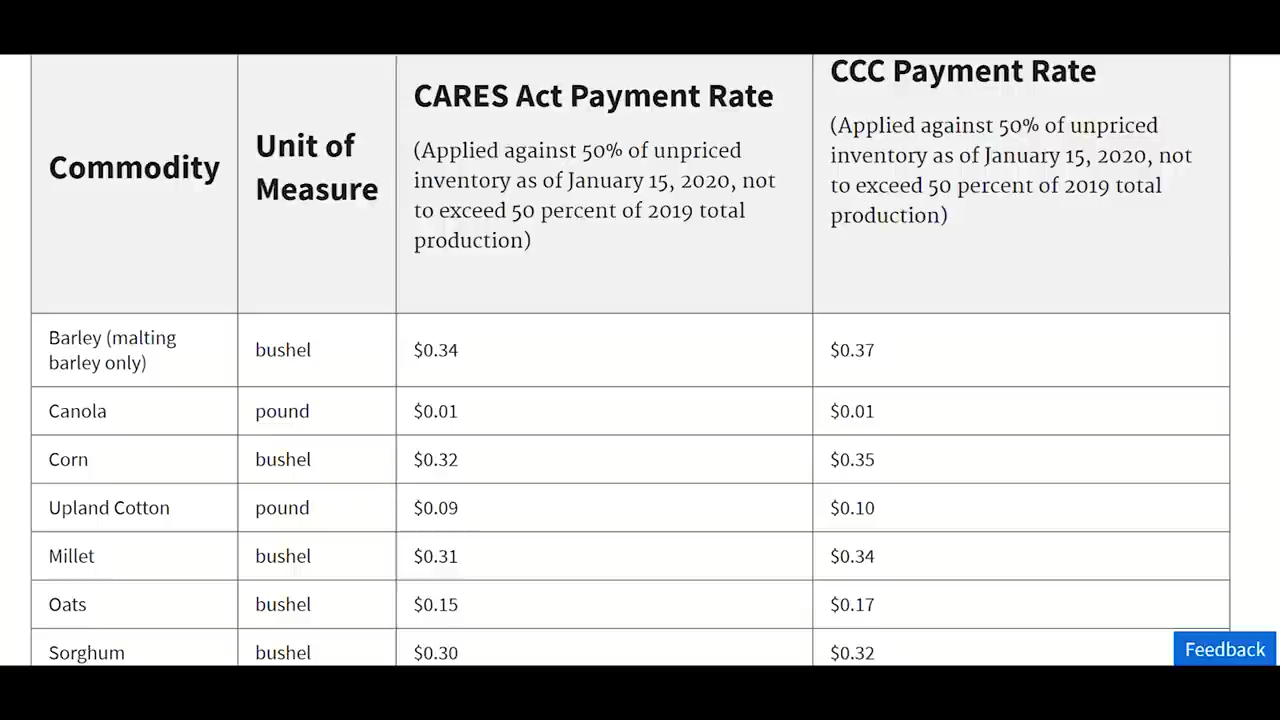 Commodity
Unit of
Measure
CARES Act Payment Rate
(Applied against 50% of unpriced
inventory as of January 15, 2020, not
to exceed 50 percent of 2019 total
production)
CCC Payment Rate
(Applied against 50% of unpriced
inventory as of January 15, 2020, not
to exceed 50 percent of 2019 total
production)
Barley (malting
barley only)
bushel
$0.34
$0.37
Canola
pound
$0.01
$0.01
Corn
bushel
$0.32
$0.35
Upland Cotton
pound
$0.09
$0.10
Millet
bushel
$0.31
$0.34
Oats
bushel
$0.15
$0.17
Sorghum
bushel
$0.30
$0.32
Feedback